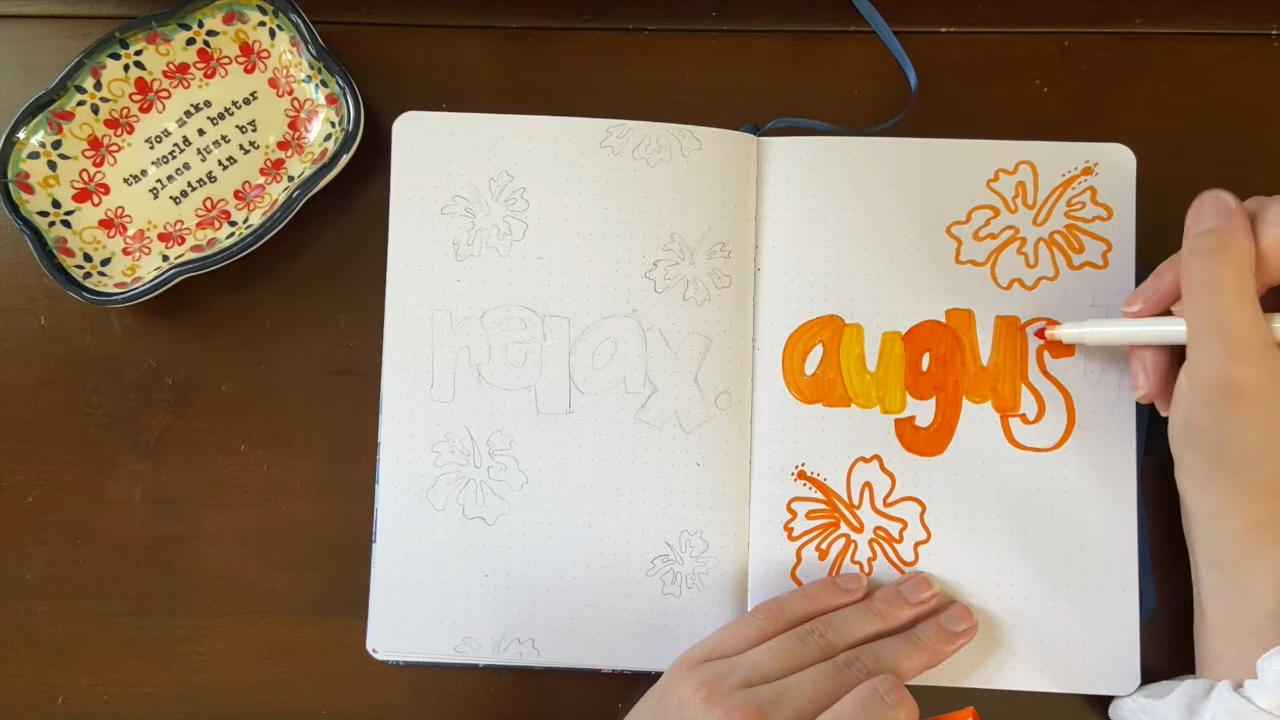 you make
the world a better
place just by
being in it
relax.
augus